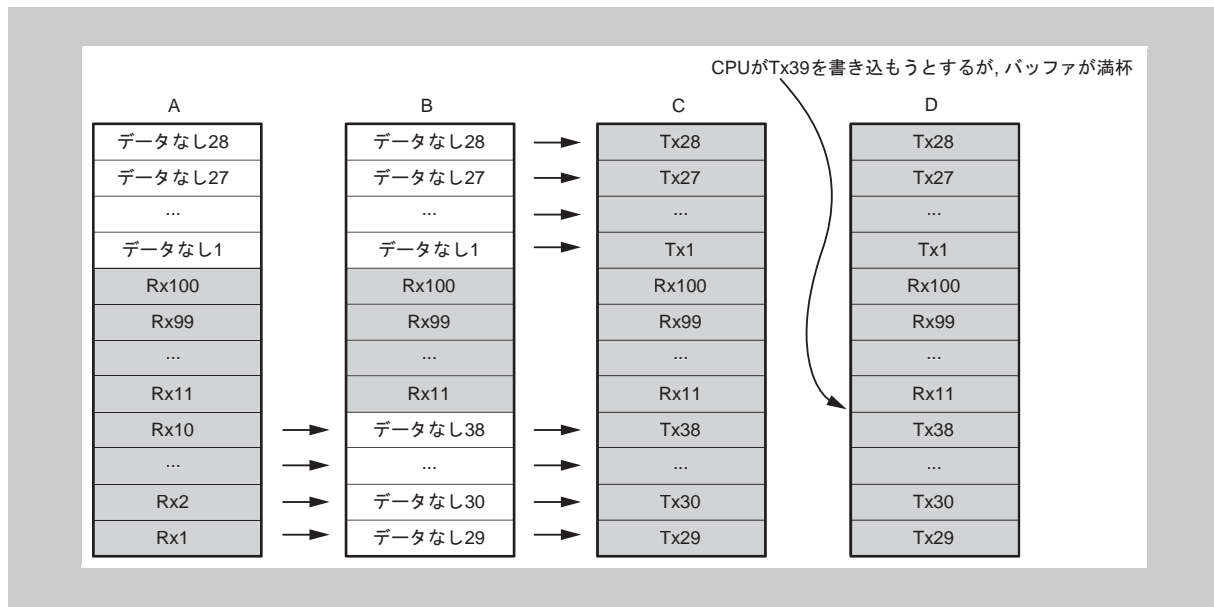 CPUがTx39を書き込もうとするが, バッファが満杯
A B C D
データなし28 データなし28 Tx28 Tx28
データなし27 データなし27 Tx27 Tx27
... ... ... ...
データなし1 データなし1 Tx1 Tx1
Rx100 Rx100 Rx100 Rx100
Rx99 Rx99 Rx99 Rx99
... ... ... ...
Rx11 Rx11 Rx11 Rx11
Rx10 データなし38 Tx38 Tx38
... ... ... ...
Rx2 データなし30 Tx30 Tx30
Rx1 データなし29 Tx29 Tx29